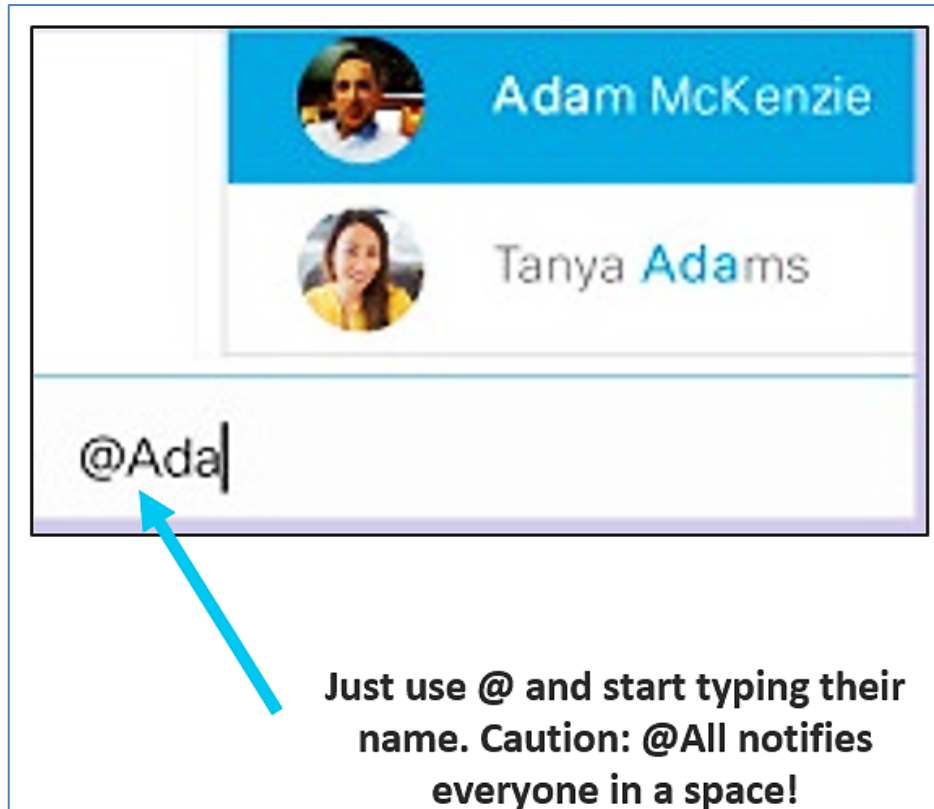 Adam McKenzie
Tanya Adams
@Ada
Just use @ and start typing their
name. Caution: @All notifies
everyone in a space!